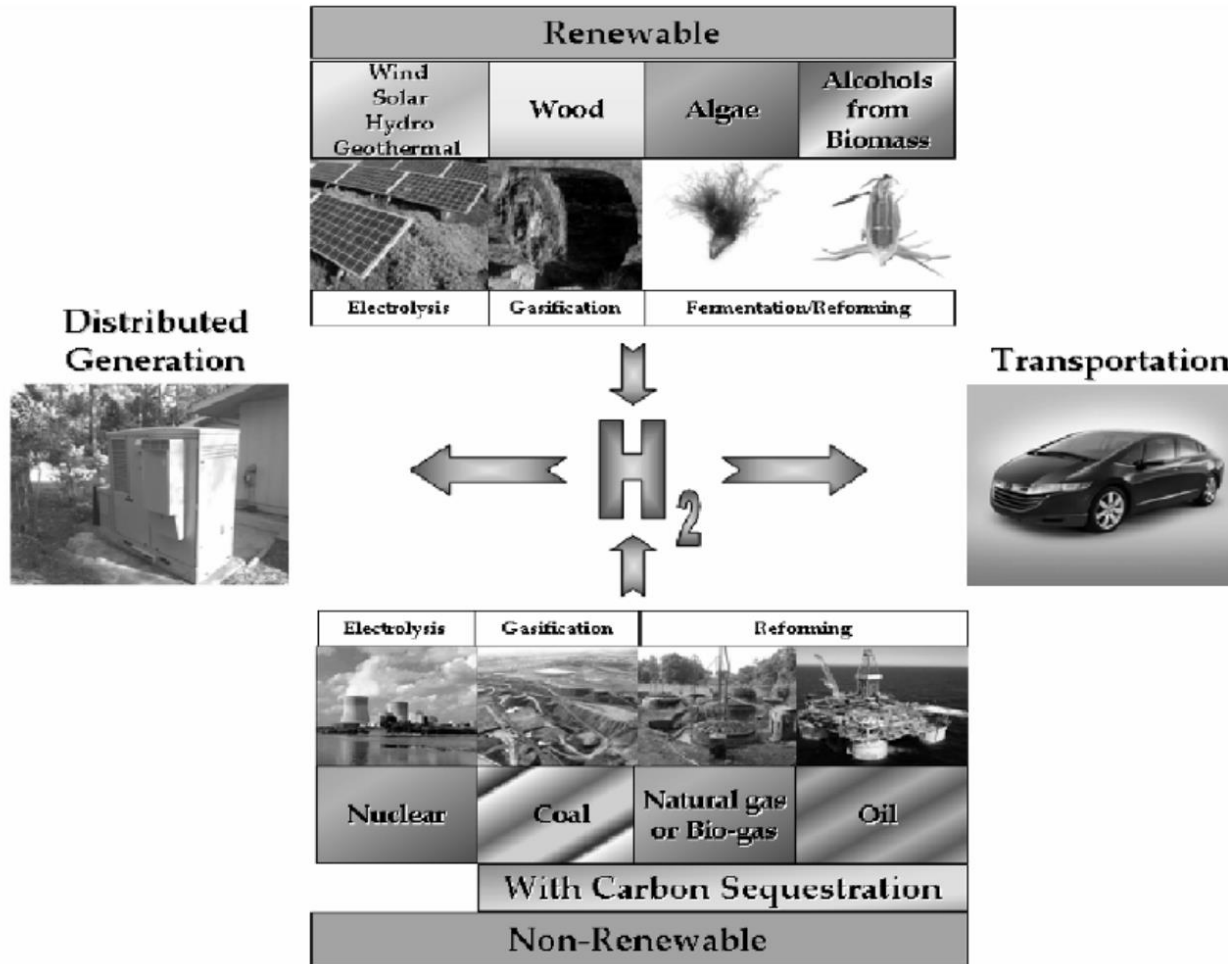 Renewable
Wind
Solar
Hydro
Geothermal
Wood
Algae
Alcohols
from
Biomass
Electrolysis
Gasification
Fermentation/Reforming
Distributed
Generation
Transportation
H2
Electrolysis
Gasification
Reforming
Nuclear
Coal
Natural gas
or Bio-gas
Oil
With Carbon Sequestration
Non-Renewable